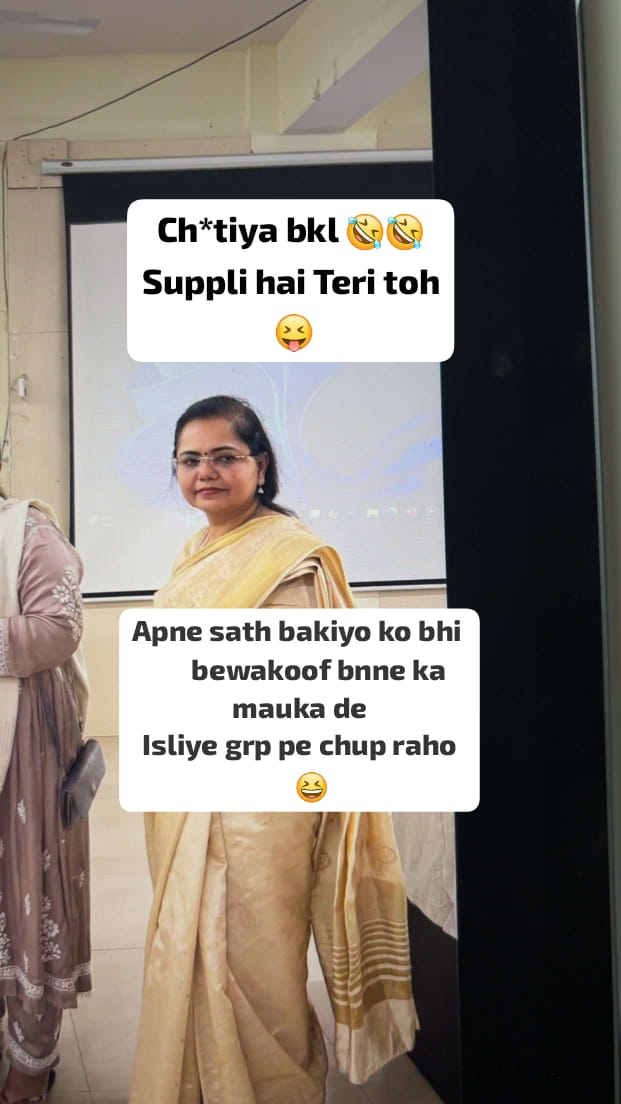 Ch*tiya bkl 🤣🤣
Suppli hai Teri toh
😝
Apne sath bakiyo ko bhi
bewakoof bnne ka
mauka de
Isliye grp pe chup raho
😆